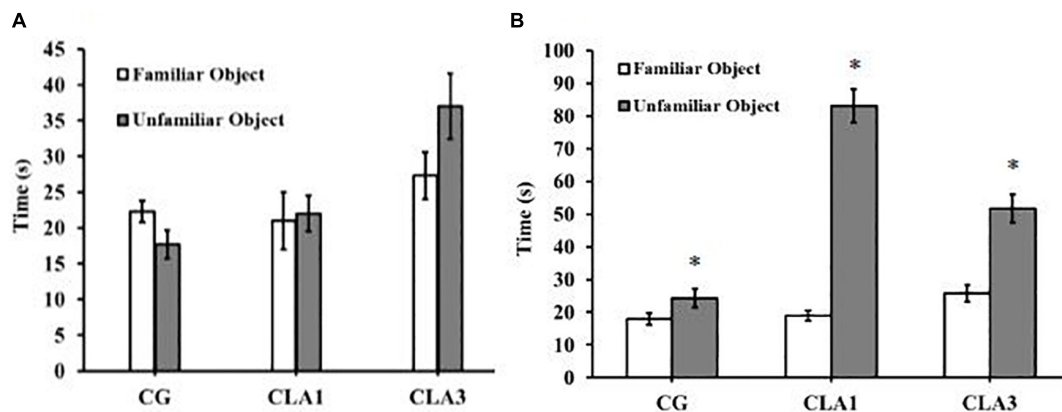 A
45
40
35
30
25
20
15
10
5
0
Time (s)
Familiar Object
Unfamiliar Object
CG CLA1 CLA3
B
100
90
80
70
60
50
40
30
20
10
0
Time (s)
Familiar Object
Unfamiliar Object
*
*
*
CG CLA1 CLA3